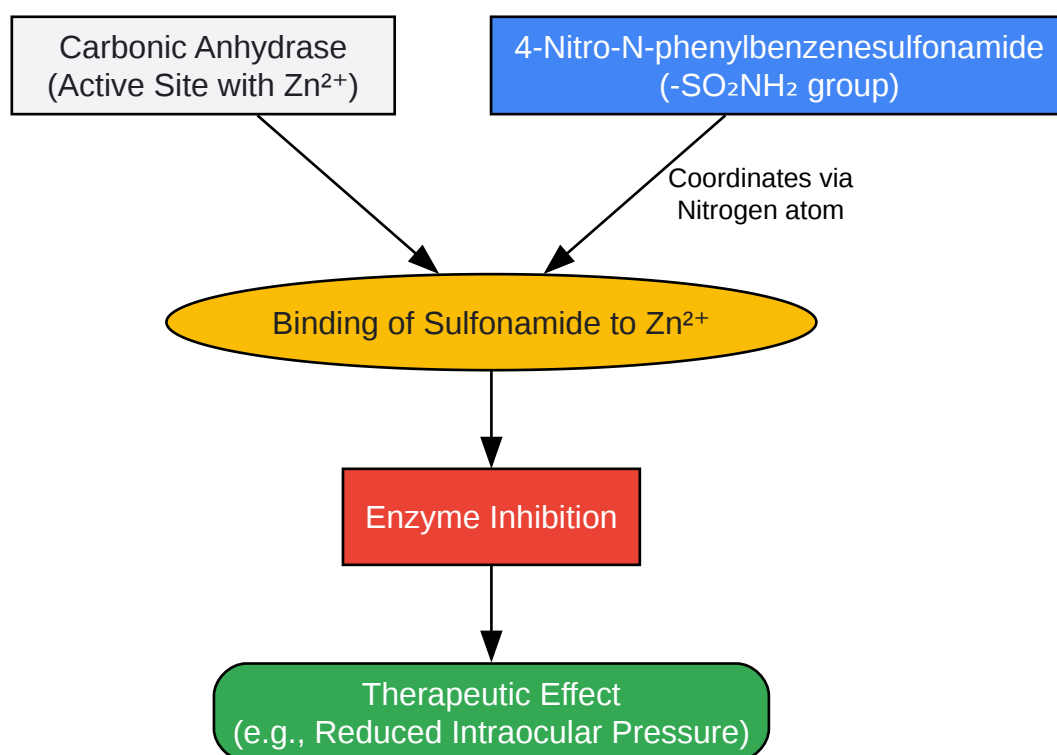 Carbonic Anhydrase
(Active Site with Zn²⁺)
4-Nitro-N-phenylbenzenesulfonamide
(-SO₂NH₂ group)
Coordinates via
Nitrogen atom
Binding of Sulfonamide to Zn²⁺
Enzyme Inhibition
Therapeutic Effect
(e.g., Reduced Intraocular Pressure)